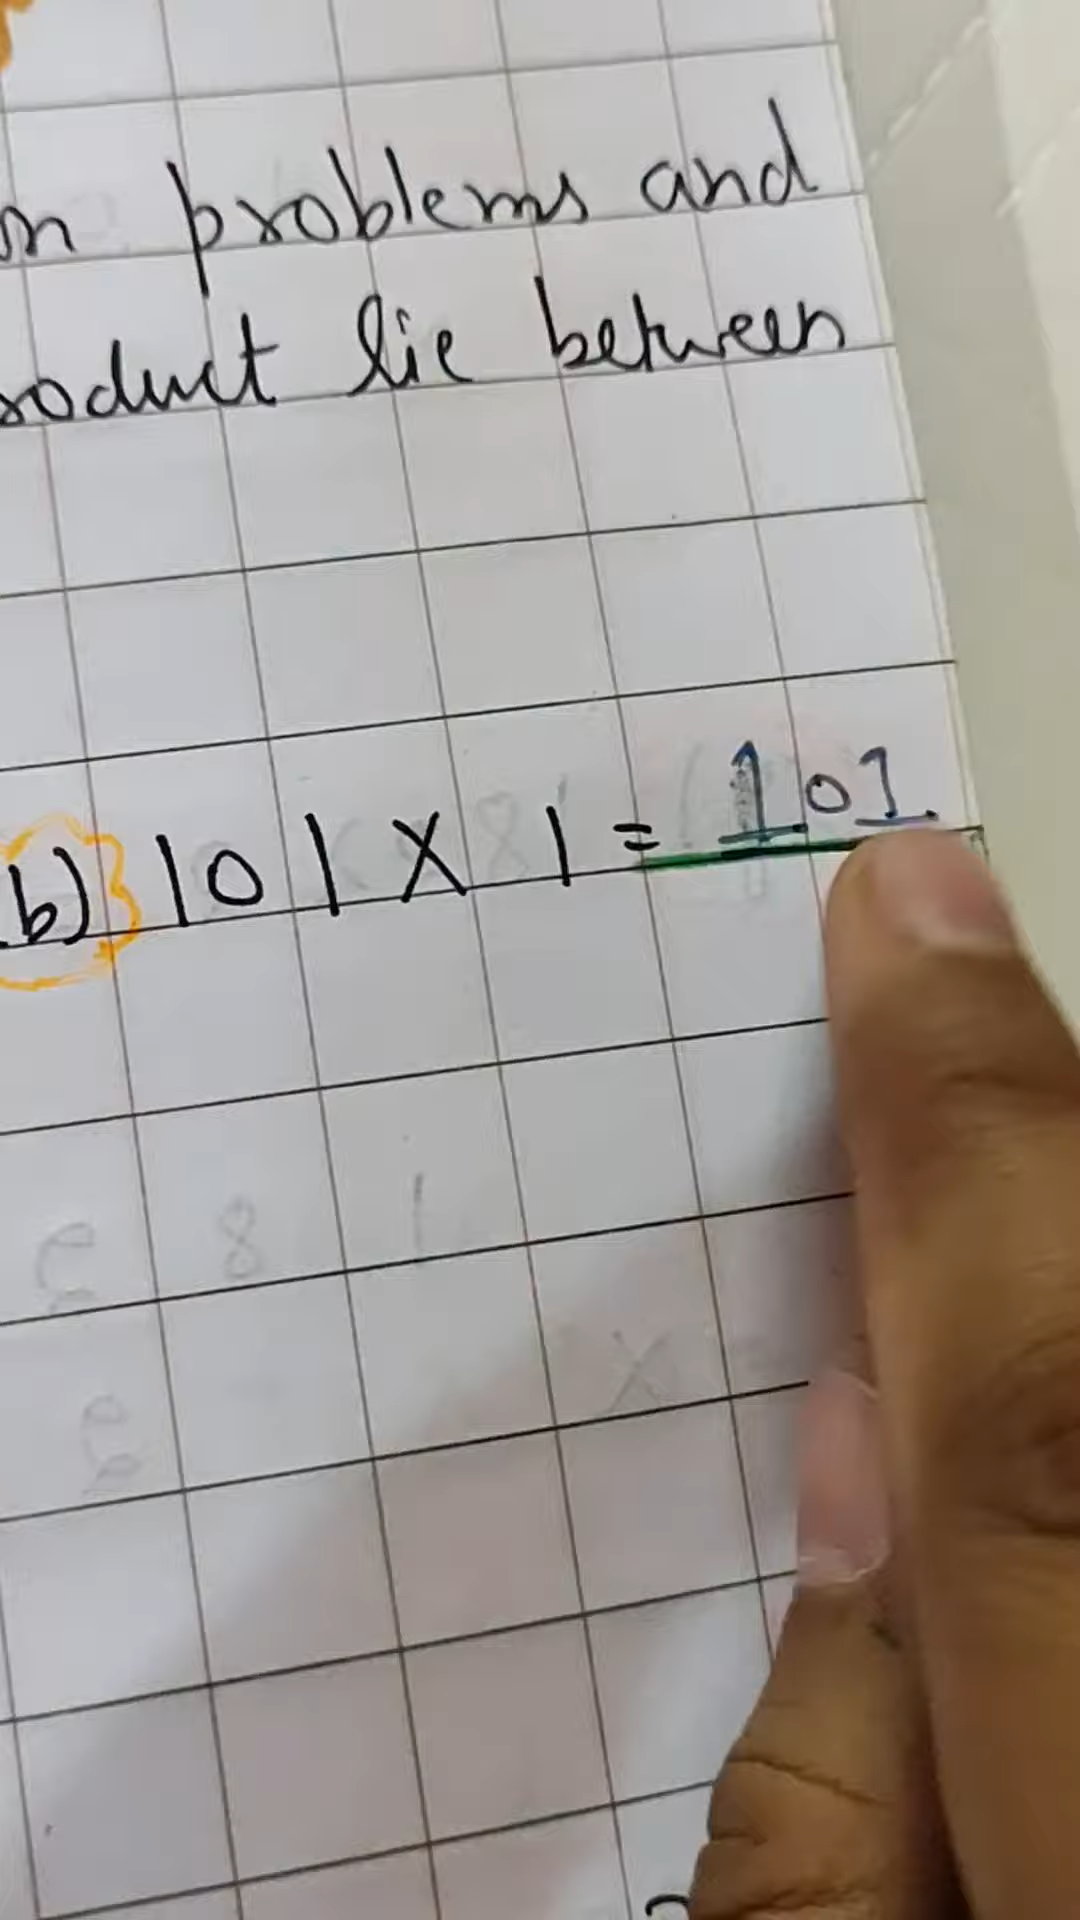 problems and
lie between
b) 101 X 1 = 101